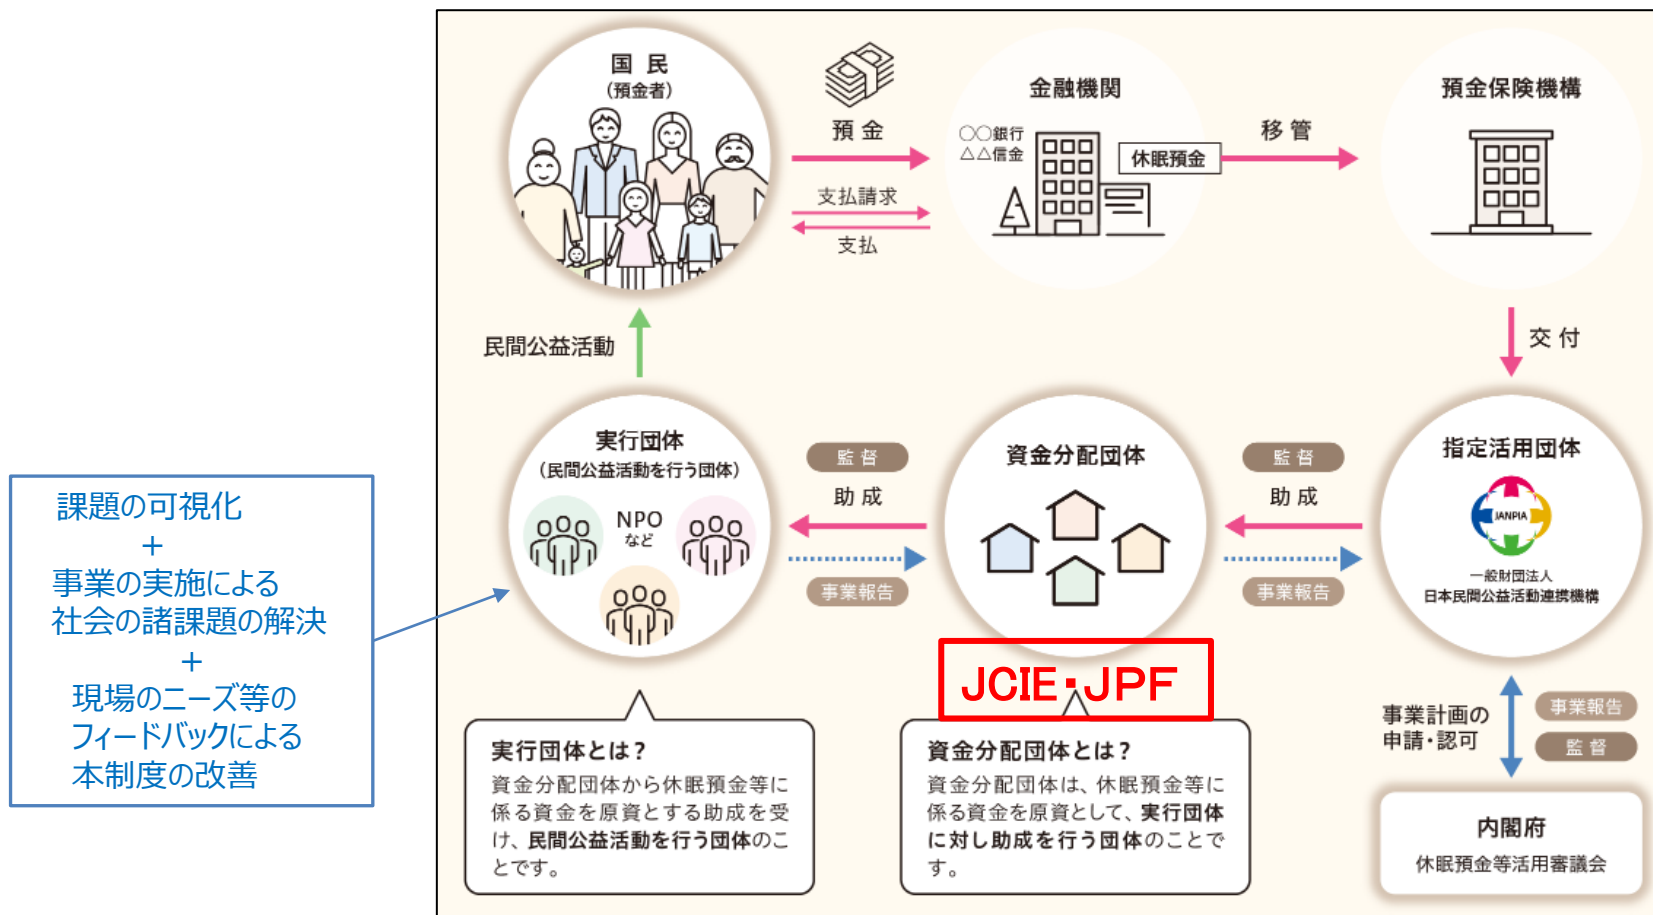 国 民
(預金者)
預 金
支払請求
支払
金融機関
○○銀行
△△信金
休眠預金
移 管
預金保険機構
交 付
民間公益活動
実行団体
(民間公益活動を行う団体)
NPO
など
監 督
助 成
事業報告
資金分配団体
監 督
助 成
事業報告
指定活用団体
JANPIA
一般財団法人
日本民間公益活動連携機構
課題の可視化
+
事業の実施による
社会の諸課題の解決
+
現場のニーズ等の
フィードバックによる
本制度の改善
JCIE・JPF
実行団体とは?
資金分配団体から休眠預金等に
係る資金を原資とする助成を受
け、民間公益活動を行う団体のこ
とです。
資金分配団体とは?
資金分配団体は、休眠預金等に
係る資金を原資として、実行団体
に対し助成を行う団体のことで
す。
事業計画の
申請・認可
事業報告
監 督
内閣府
休眠預金等活用審議会